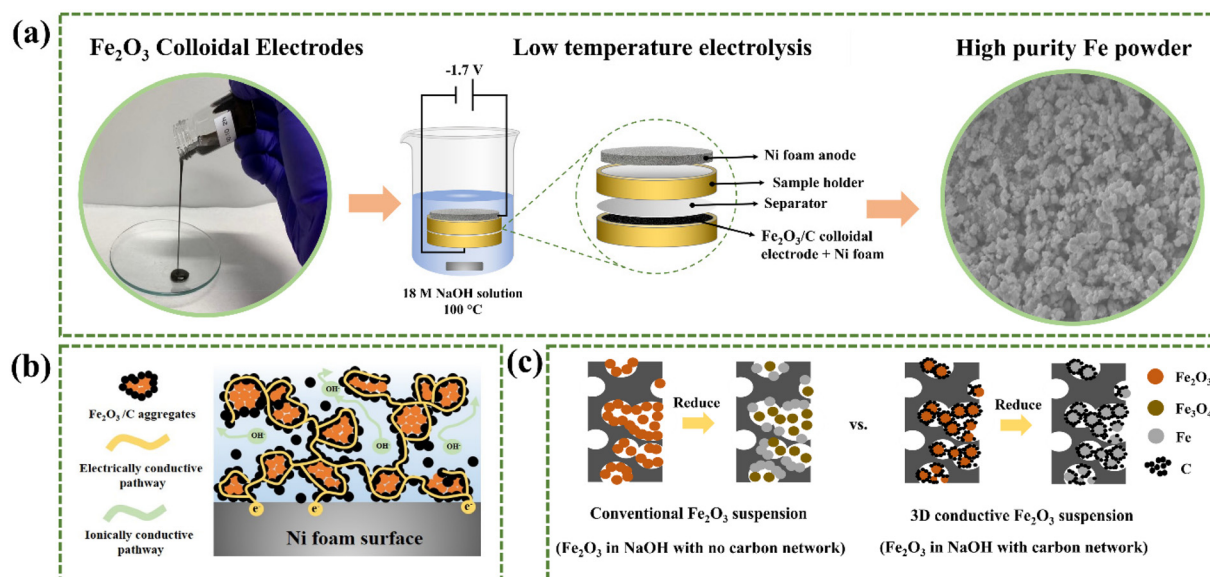 (a)
Fe₂O₃ Colloidal Electrodes
Low temperature electrolysis
High purity Fe powder
-1.7 V
18 M NaOH solution
100 °C
Ni foam anode
Sample holder
Separator
Fe₂O₃/C colloidal
electrode + Ni foam
(b)
Fe₂O₃/C aggregates
Electrically conductive
pathway
Ionically conductive
pathway
OH⁻
OH⁻
OH⁻
OH⁻
e⁻
e⁻
e⁻
Ni foam surface
(c)
Reduce
vs.
Reduce
Fe₂O₃
Fe₃O₄
Fe
C
Conventional Fe₂O₃ suspension
(Fe₂O₃ in NaOH with no carbon network)
3D conductive Fe₂O₃ suspension
(Fe₂O₃ in NaOH with carbon network)